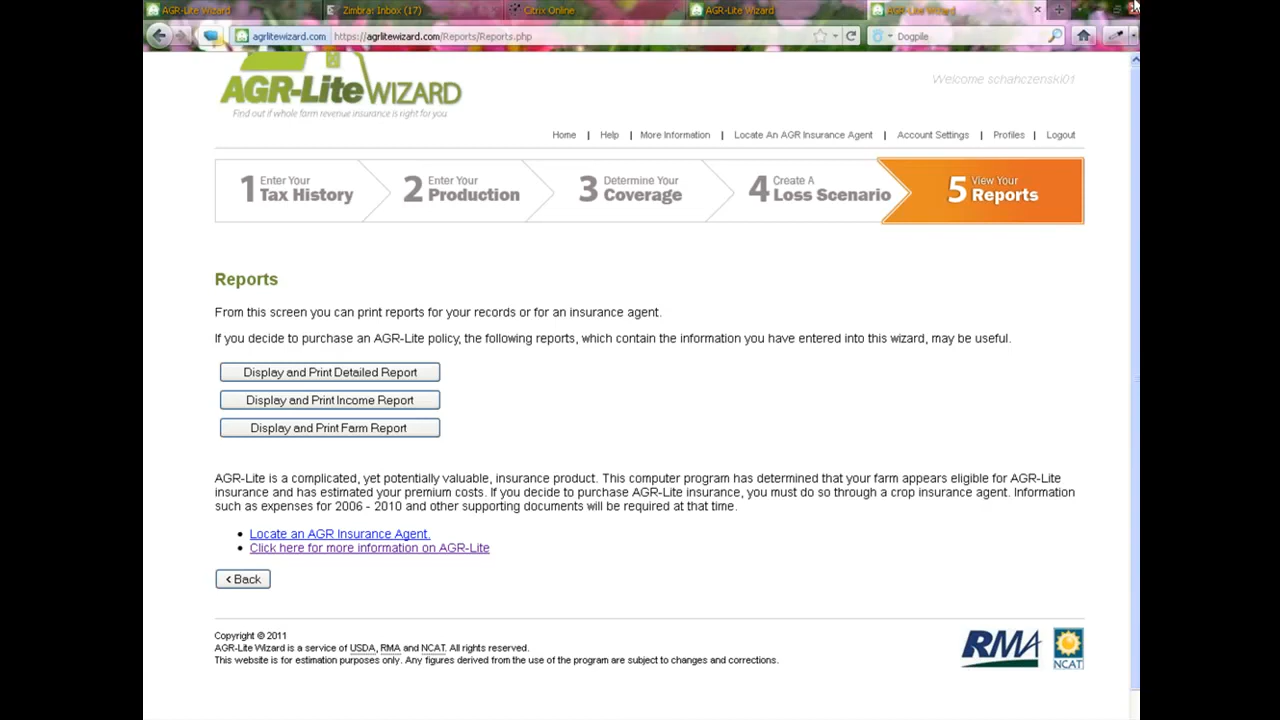 AGR-Lite Wizard
Zimbra: Inbox (17)
Citrix Online
AGR-Lite Wizard
AGR-Lite Wizard
agrlitewizard.com
https://agrlitewizard.com/Reports/Reports.php
Dogpile
AGR-Lite WIZARD
Find out if whole farm revenue insurance is right for you
Welcome schahczenski01
Home | Help | More Information | Locate An AGR Insurance Agent | Account Settings | Profiles | Logout
1 Enter Your Tax History
2 Enter Your Production
3 Determine Your Coverage
4 Create A Loss Scenario
5 View Your Reports
Reports
From this screen you can print reports for your records or for an insurance agent.
If you decide to purchase an AGR-Lite policy, the following reports, which contain the information you have entered into this wizard, may be useful.
Display and Print Detailed Report
Display and Print Income Report
Display and Print Farm Report
AGR-Lite is a complicated, yet potentially valuable, insurance product. This computer program has determined that your farm appears eligible for AGR-Lite
insurance and has estimated your premium costs. If you decide to purchase AGR-Lite insurance, you must do so through a crop insurance agent. Information
such as expenses for 2006 - 2010 and other supporting documents will be required at that time.
• Locate an AGR Insurance Agent.
• Click here for more information on AGR-Lite
< Back
Copyright © 2011
AGR-Lite Wizard is a service of USDA, RMA and NCAT. All rights reserved.
This website is for estimation purposes only. Any figures derived from the use of the program are subject to changes and corrections.
RMA
NCAT